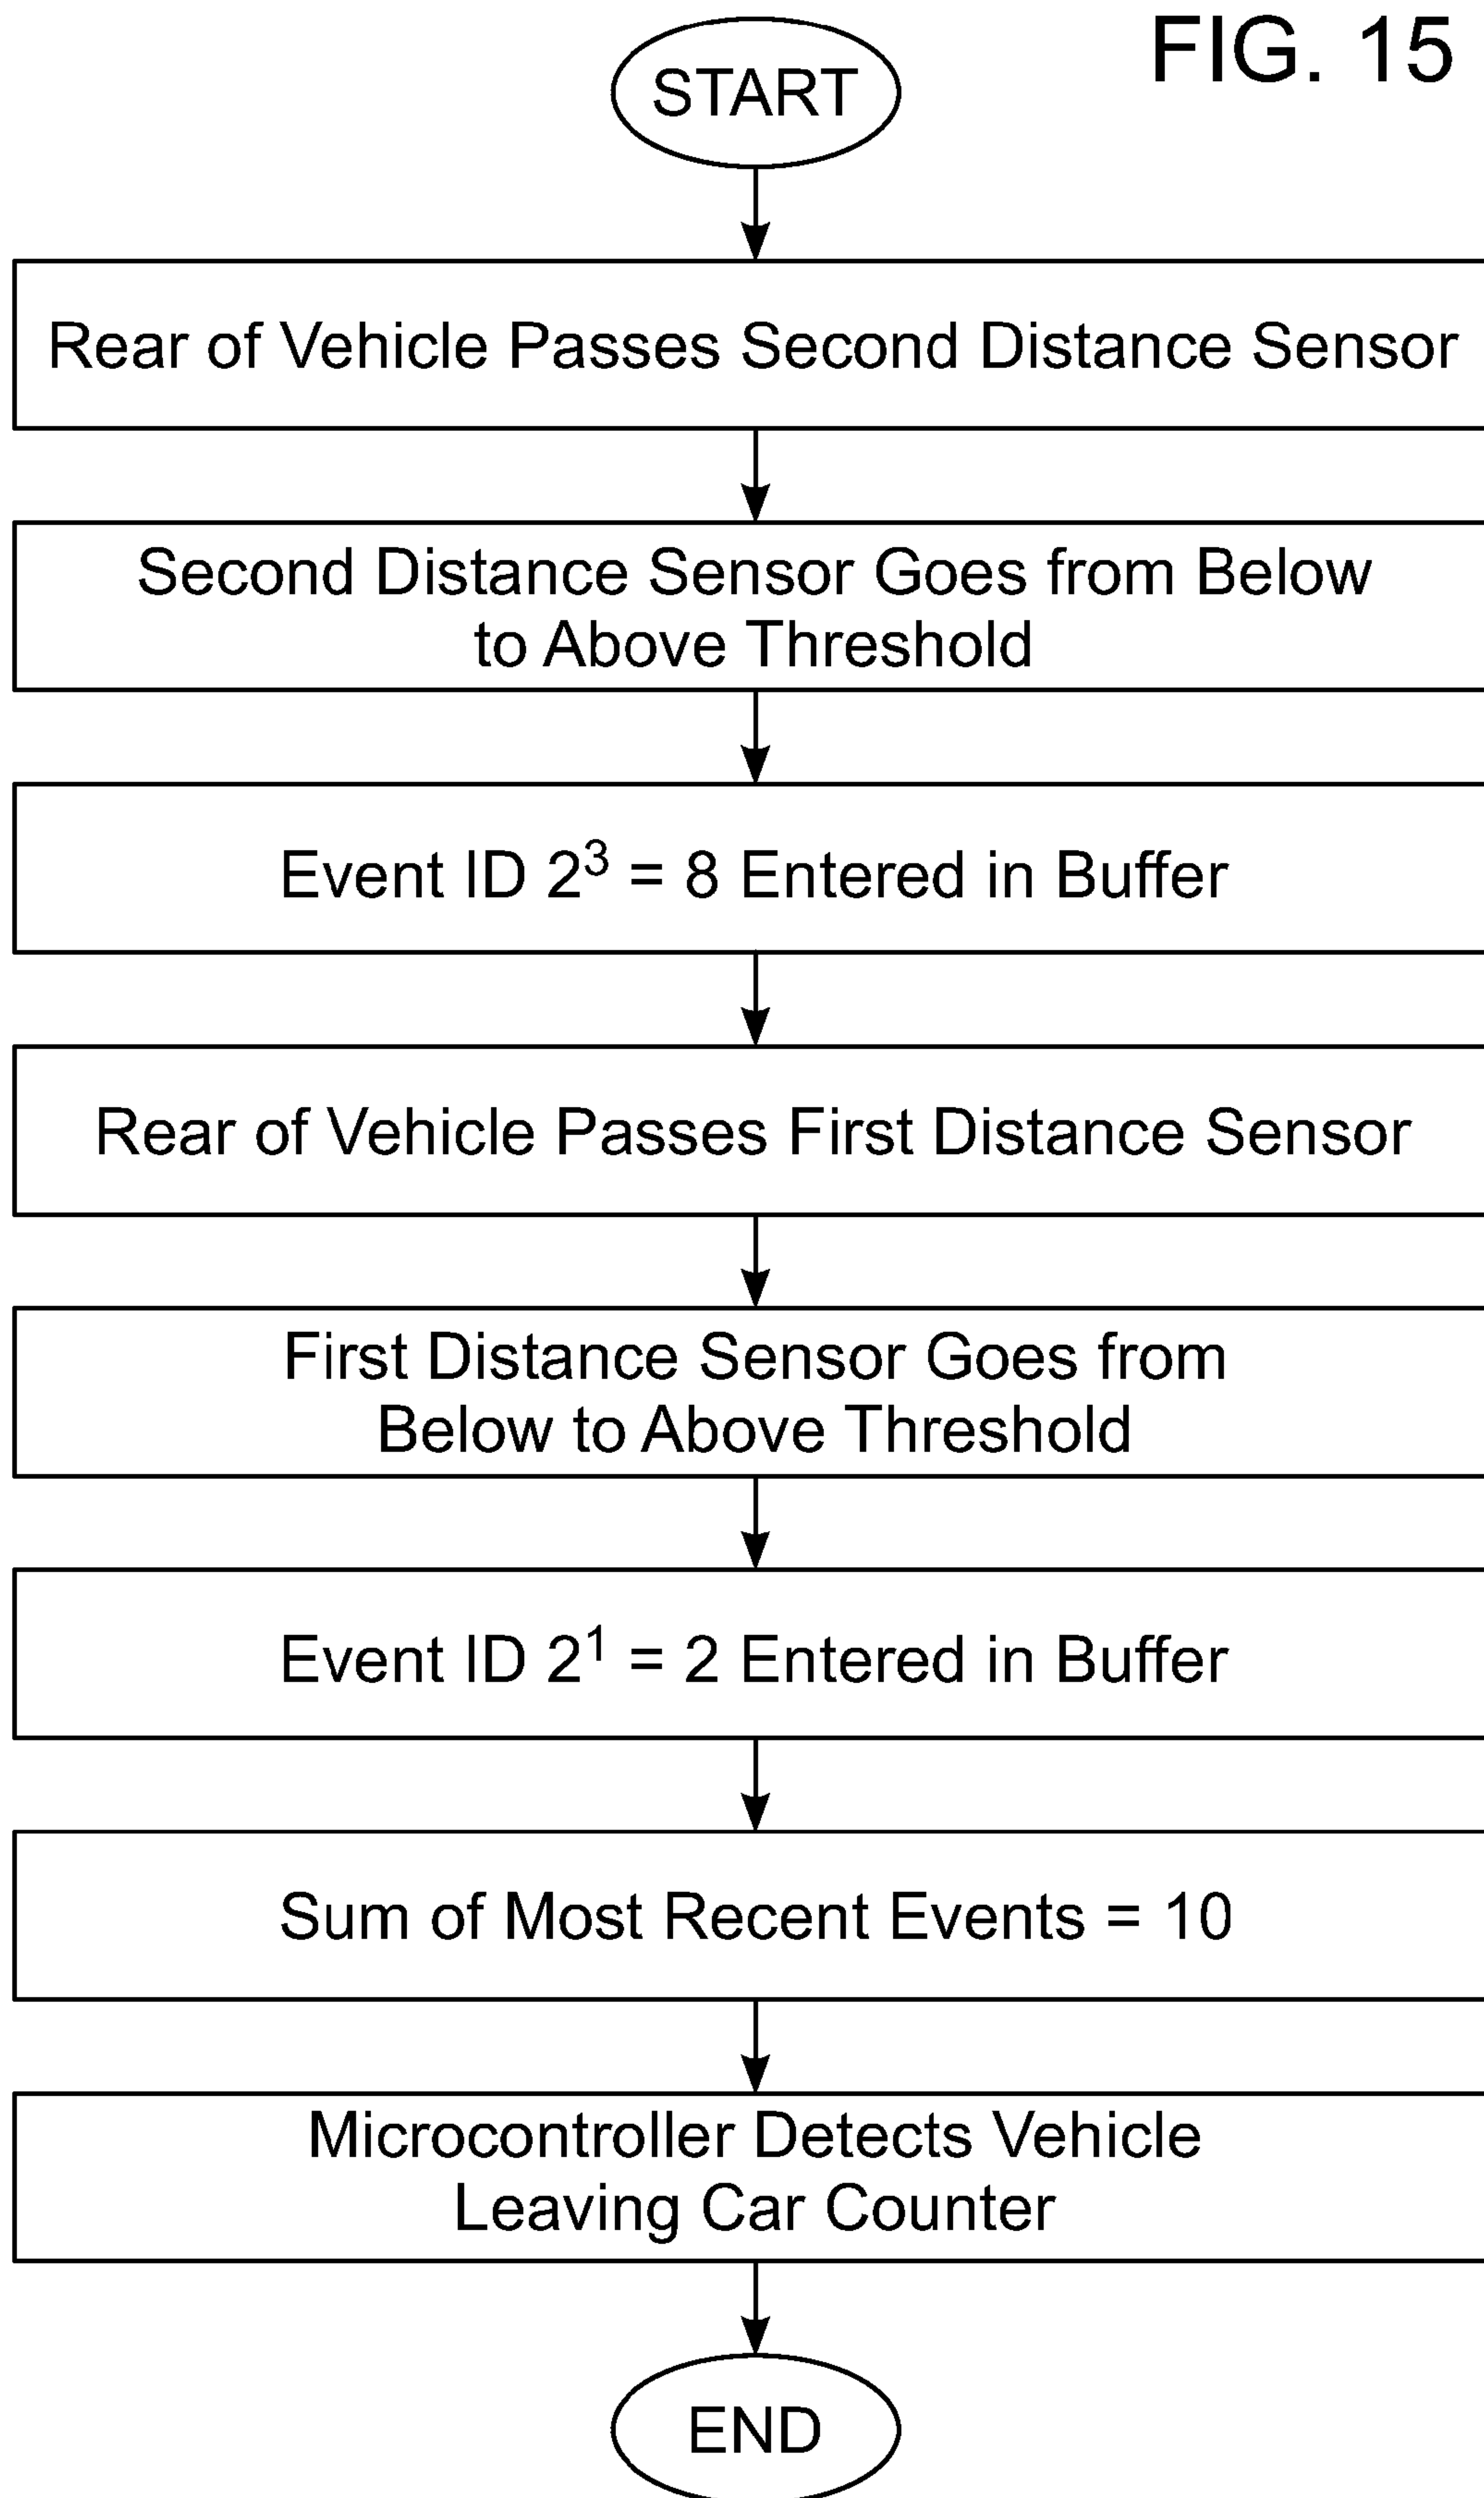 FIG. 15
START
Rear of Vehicle Passes Second Distance Sensor
Second Distance Sensor Goes from Below
to Above Threshold
Event ID 2³ = 8 Entered in Buffer
Rear of Vehicle Passes First Distance Sensor
First Distance Sensor Goes from
Below to Above Threshold
Event ID 2¹ = 2 Entered in Buffer
Sum of Most Recent Events = 10
Microcontroller Detects Vehicle
Leaving Car Counter
END